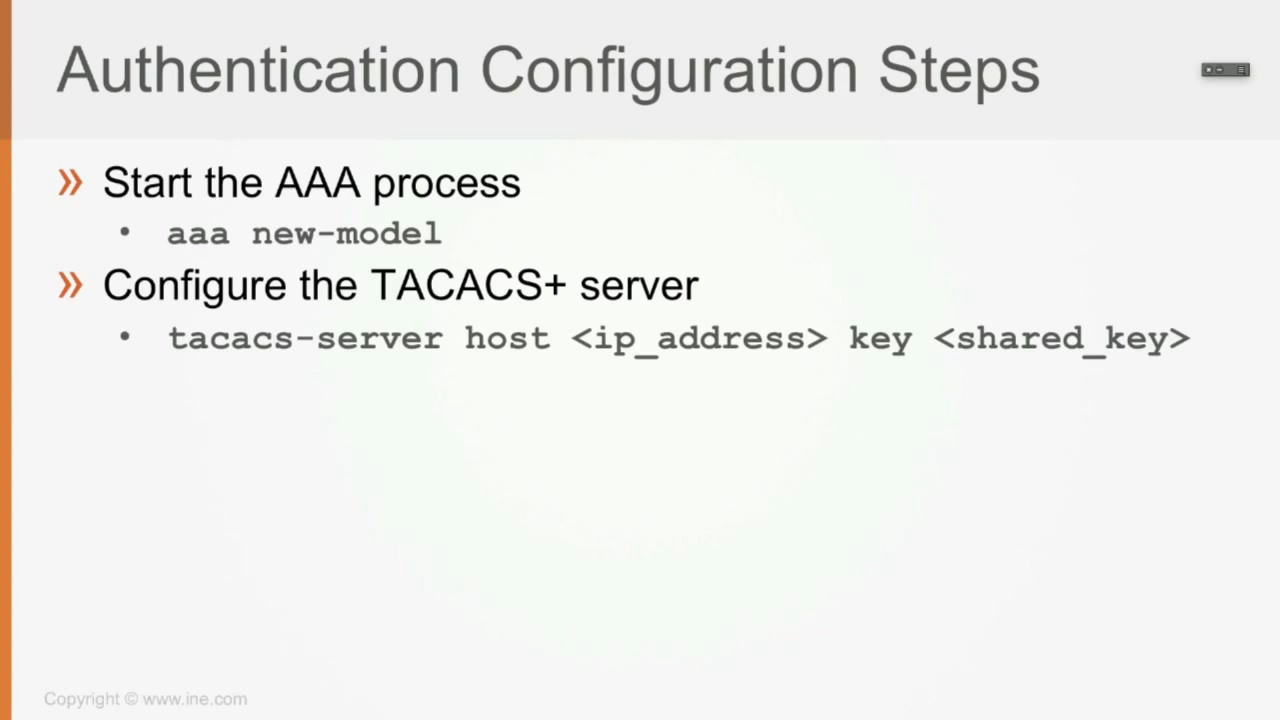 Authentication Configuration Steps
» Start the AAA process
• aaa new-model
» Configure the TACACS+ server
• tacacs-server host <ip_address> key <shared_key>
Copyright © www.ine.com